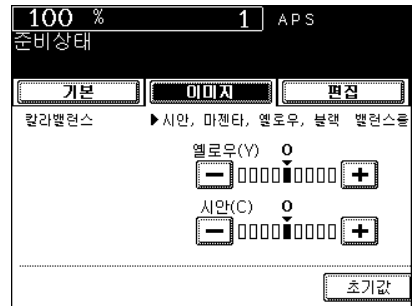 100 % 1 APS
준비상태
기본 이미지 편집
칼라밸런스 ▶시안, 마젠타, 옐로우, 블랙 밸런스를
옐로우(Y) 0
시안(C) 0
초기값